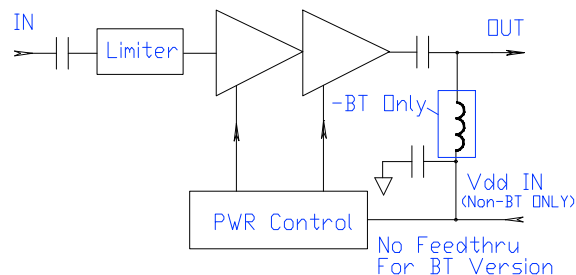 IN
OUT
Limiter
-BT Only
Vdd IN
(Non-BT ONLY)
PWR Control
No Feedthru
For BT Version